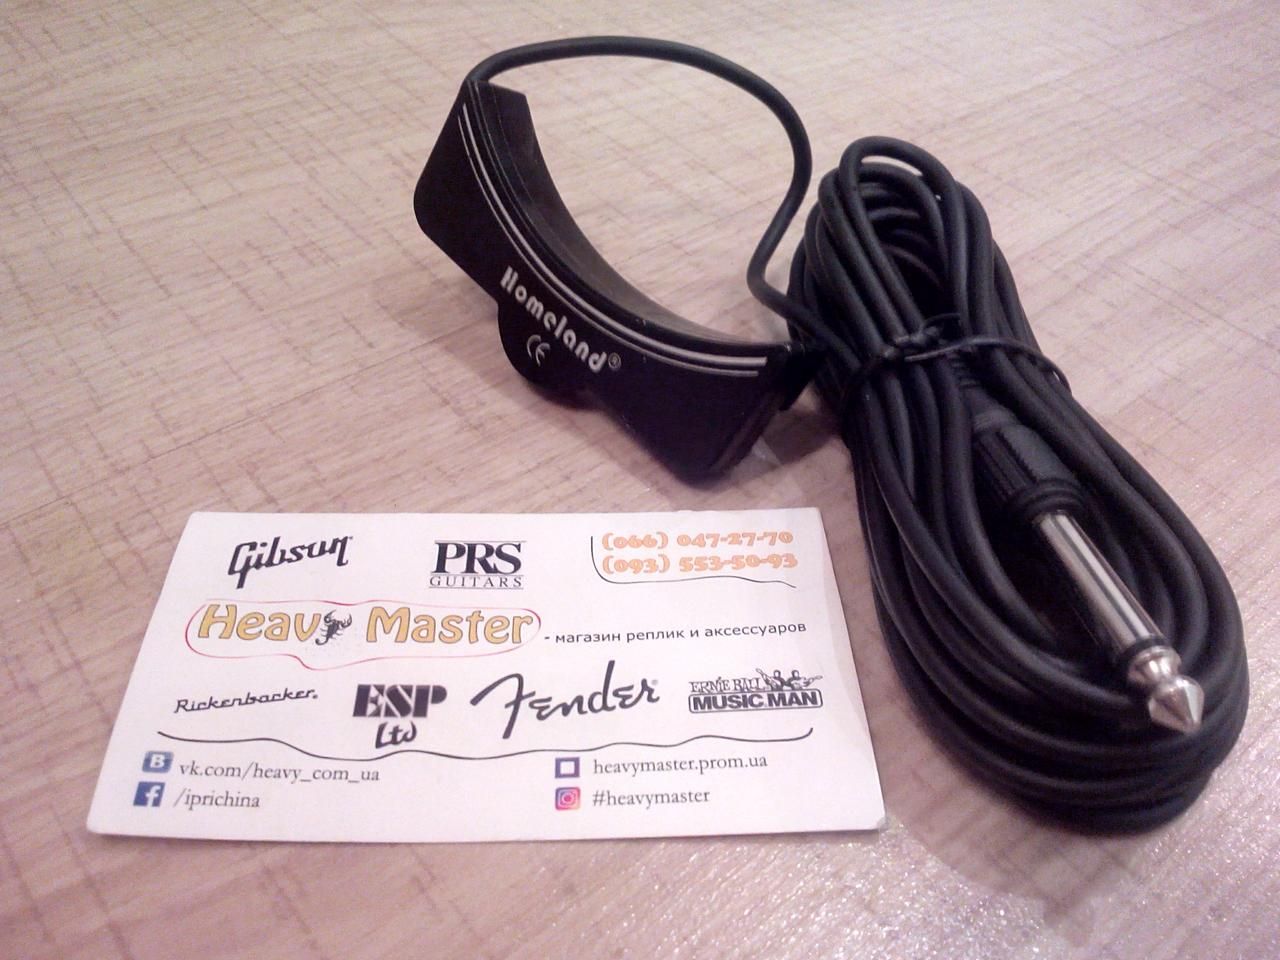 Homeland®
CE
Gibson
PRS
GUITARS
(066) 047-27-70
(093) 553-50-93
Heavy Master - магазин реплик и аксессуаров
Rickenbacker.
ESP
Ltd
Fender®
ERNIE BALL
MUSIC MAN
vk.com/heavy_com_ua
heavymaster.prom.ua
/iprichina
#heavymaster